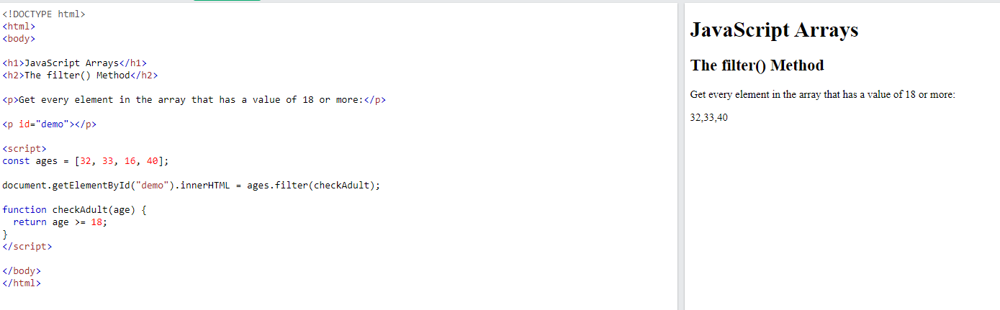 <!DOCTYPE html>
<html>
<body>
<h1>JavaScript Arrays</h1>
<h2>The filter() Method</h2>
<p>Get every element in the array that has a value of 18 or more:</p>
<p id="demo"></p>
<script>
const ages = [32, 33, 16, 40];
document.getElementById("demo").innerHTML = ages.filter(checkAdult);
function checkAdult(age) {
  return age >= 18;
}
</script>
</body>
</html>
JavaScript Arrays
The filter() Method
Get every element in the array that has a value of 18 or more:
32,33,40